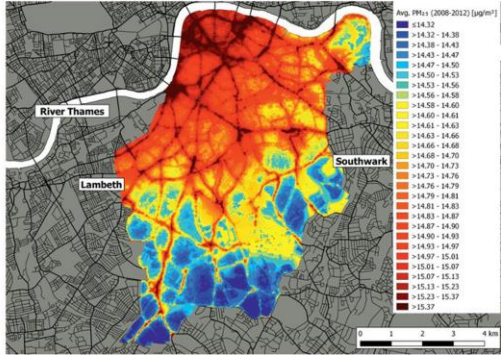 Avg. PM₂.₅ (2008-2012) [µg/m³]
≤14.32
>14.32 - 14.38
>14.38 - 14.43
>14.43 - 14.47
>14.47 - 14.50
>14.50 - 14.53
>14.53 - 14.56
>14.56 - 14.58
>14.58 - 14.60
>14.60 - 14.61
>14.61 - 14.63
>14.63 - 14.66
>14.66 - 14.68
>14.68 - 14.70
>14.70 - 14.73
>14.73 - 14.76
>14.76 - 14.79
>14.79 - 14.81
>14.81 - 14.83
>14.83 - 14.87
>14.87 - 14.90
>14.90 - 14.93
>14.93 - 14.97
>14.97 - 15.01
>15.01 - 15.07
>15.07 - 15.13
>15.13 - 15.23
>15.23 - 15.37
>15.37
River Thames
Southwark
Lambeth
0 1 2 3 4 km